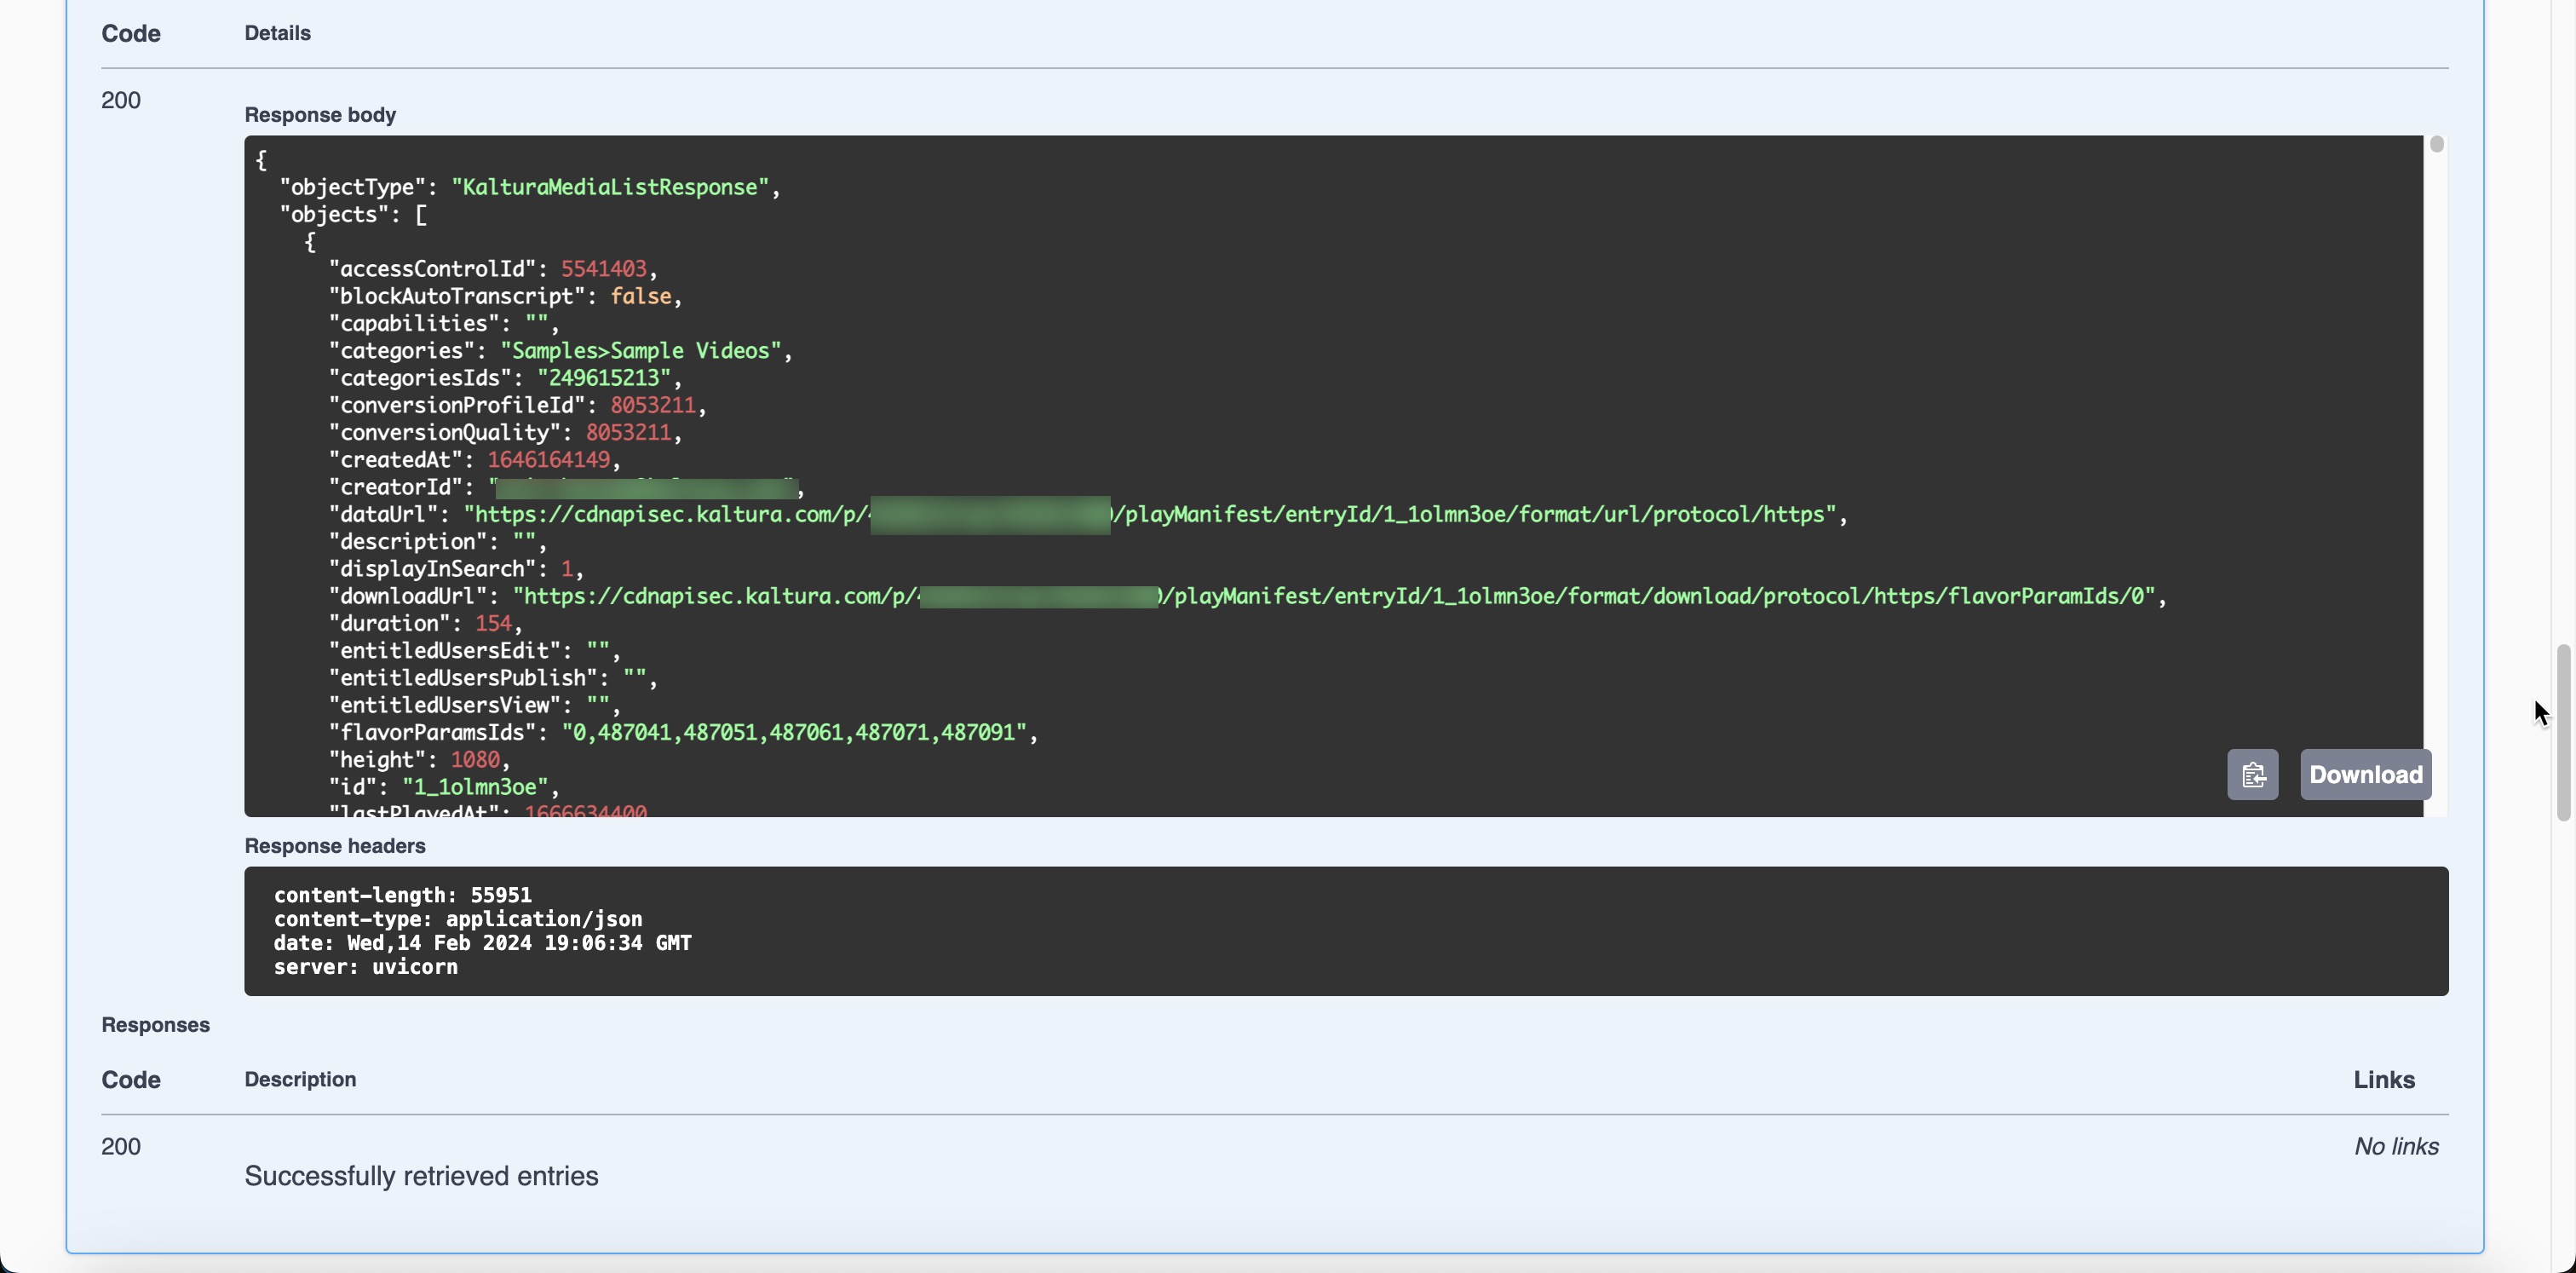 Code Details
200
Response body
{
"objectType": "KalturaMediaListResponse",
"objects": [
{
"accessControlId": 5541403,
"blockAutoTranscript": false,
"capabilities": "",
"categories": "Samples>Sample Videos",
"categoriesIds": "249615213",
"conversionProfileId": 8053211,
"conversionQuality": 8053211,
"createdAt": 1646164149,
"creatorId": "",
"dataUrl": "https://cdnapisec.kaltura.com/p/ /playManifest/entryId/1_1olmn3oe/format/url/protocol/https",
"description": "",
"displayInSearch": 1,
"downloadUrl": "https://cdnapisec.kaltura.com/p/ /playManifest/entryId/1_1olmn3oe/format/download/protocol/https/flavorParamIds/0",
"duration": 154,
"entitledUsersEdit": "",
"entitledUsersPublish": "",
"entitledUsersView": "",
"flavorParamsIds": "0,487041,487051,487061,487071,487091",
"height": 1080,
"id": "1_1olmn3oe",
"lastPlayedAt": 1666634400
Download
Response headers
content-length: 55951
content-type: application/json
date: Wed,14 Feb 2024 19:06:34 GMT
server: uvicorn
Responses
Code Description Links
200 No links
Successfully retrieved entries